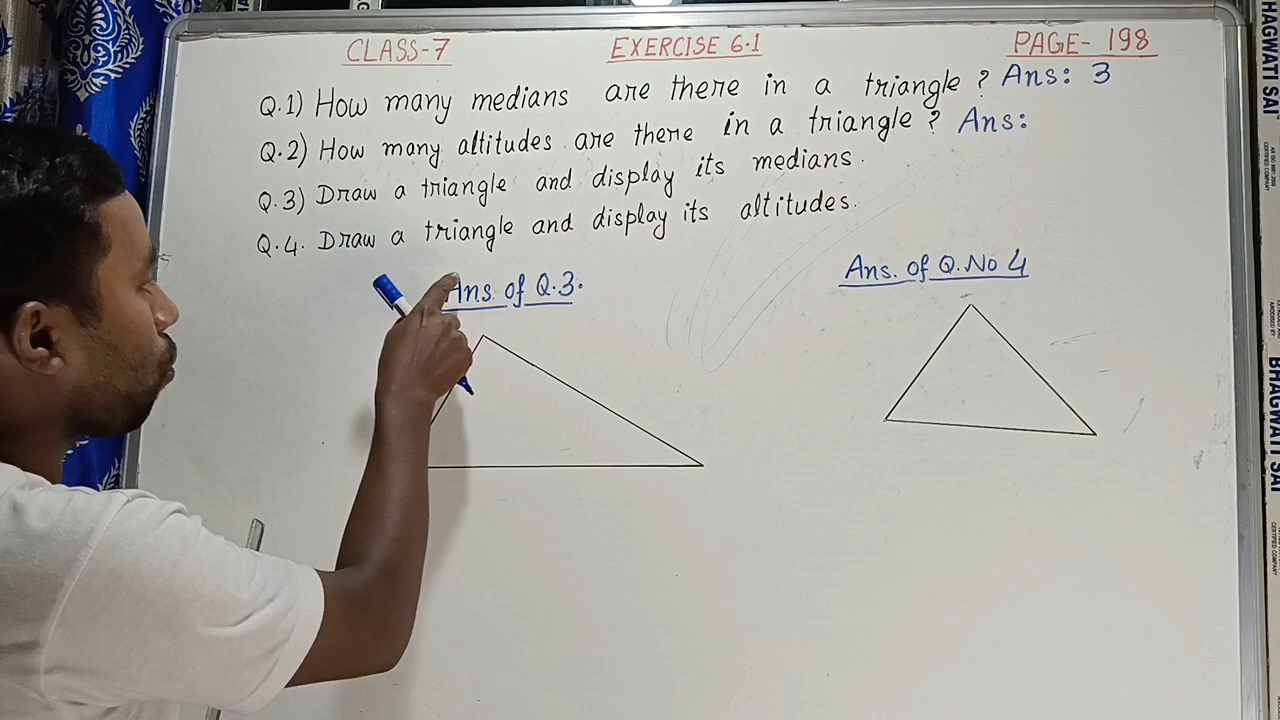 CLASS-7
EXERCISE 6.1
PAGE- 198
Q.1) How many medians are there in a triangle? Ans: 3
Q.2) How many altitudes are there in a triangle? Ans:
Q.3) Draw a triangle and display its medians.
Q.4. Draw a triangle and display its altitudes.
Ans. of Q.3.
Ans. of Q.No 4
HAGWATI SAI
BHAGWATI SAI